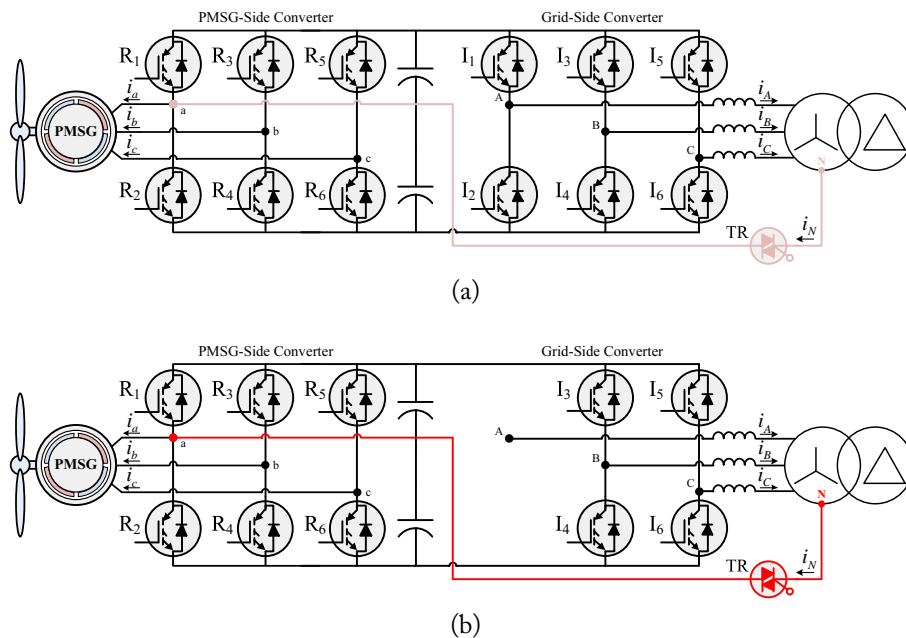 PMSG-Side Converter Grid-Side Converter
R1 R3 R5 I1 I3 I5
ia a A iA
PMSG ib b B iB
ic c C iC
N
R2 R4 R6 I2 I4 I6
TR iN
(a)
PMSG-Side Converter Grid-Side Converter
R1 R3 R5 I3 I5
ia a A iA
PMSG ib b B iB
ic c C iC
N
R2 R4 R6 I4 I6
TR iN
(b)